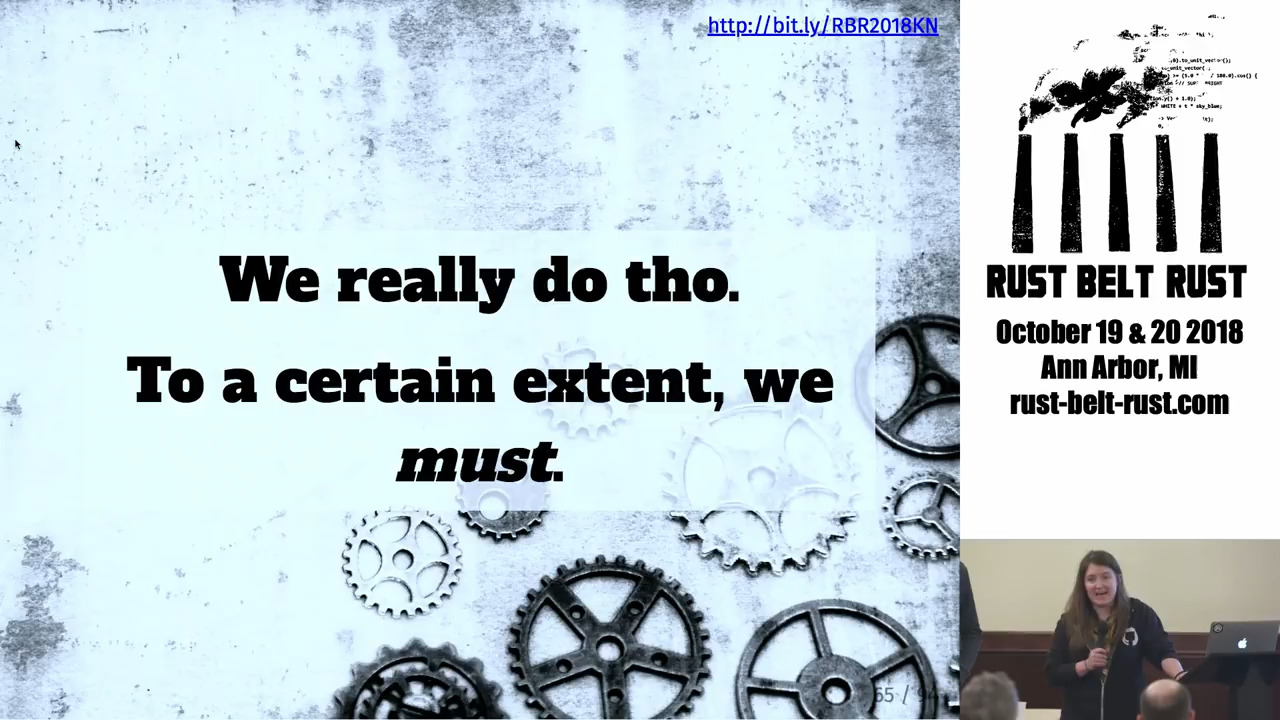 http://bit.ly/RBR2018KN
We really do tho.
To a certain extent, we
must.
RUST BELT RUST
October 19 & 20 2018
Ann Arbor, MI
rust-belt-rust.com